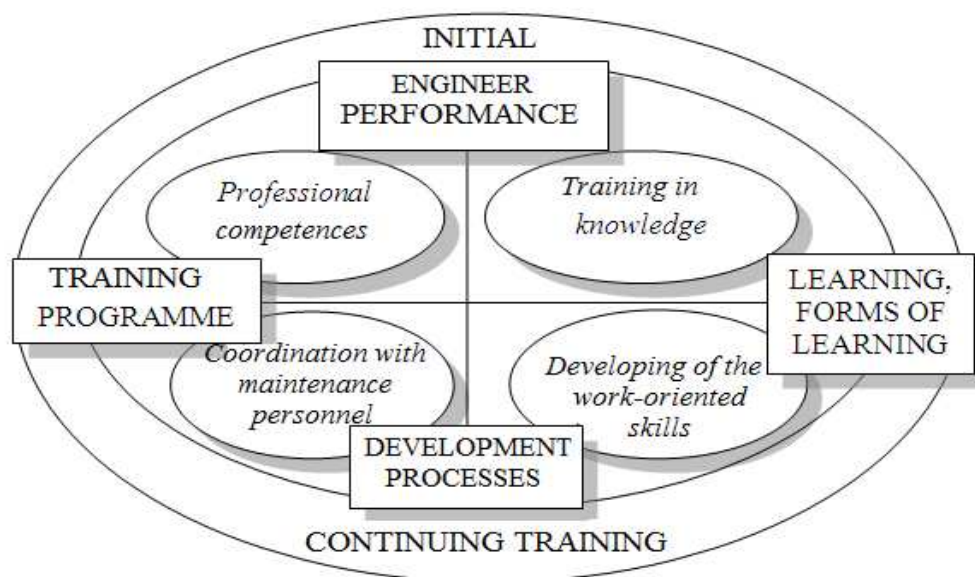 INITIAL
ENGINEER
PERFORMANCE
Professional
competences
Training in
knowledge
TRAINING
PROGRAMME
LEARNING,
FORMS OF
LEARNING
Coordination with
maintenance
personnel
Developing of the
work-oriented
skills
DEVELOPMENT
PROCESSES
CONTINUING TRAINING